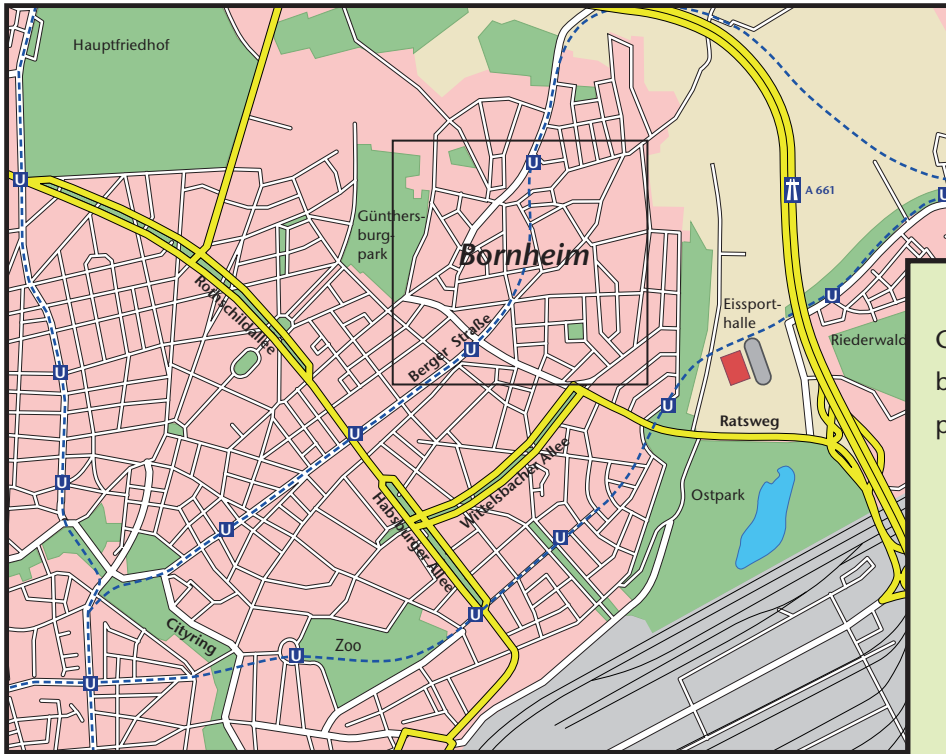 Hauptfriedhof
U
U
U
A 661
U
Günthers-
burg-
park
Bornheim
Rothschildallee
Eissport-
halle
U
Riederwald
Berger Straße
U
U
U
Ratsweg
U
Wittelsbacher Allee
U
Ostpark
Habsburger Allee
U
U
U
Cityring
Zoo
U
U